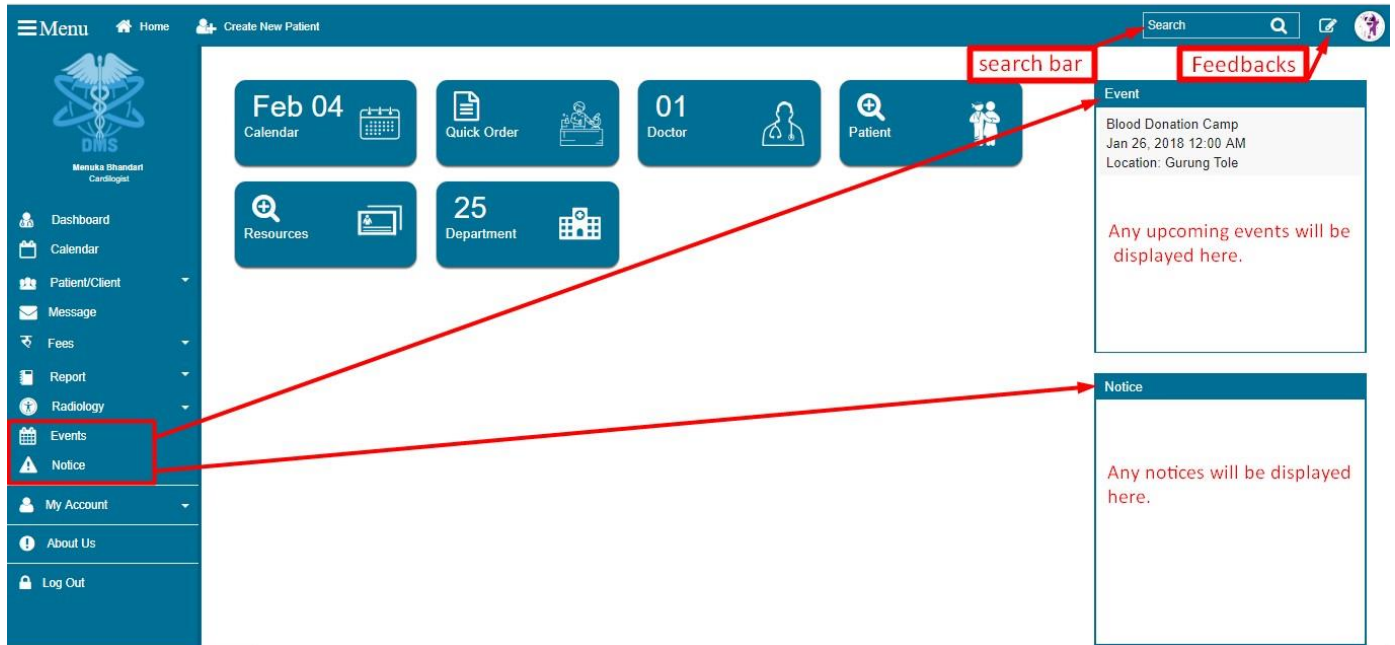 Menu Home Create New Patient Search
search bar Feedbacks
DMS
Menuka Bhandari
Cardilogist
Dashboard
Calendar
Patient/Client
Message
Fees
Report
Radiology
Events
Notice
My Account
About Us
Log Out
Feb 04
Calendar
Quick Order
01
Doctor
Patient
Resources
25
Department
Event
Blood Donation Camp
Jan 26, 2018 12:00 AM
Location: Gurung Tole
Any upcoming events will be
displayed here.
Notice
Any notices will be displayed
here.